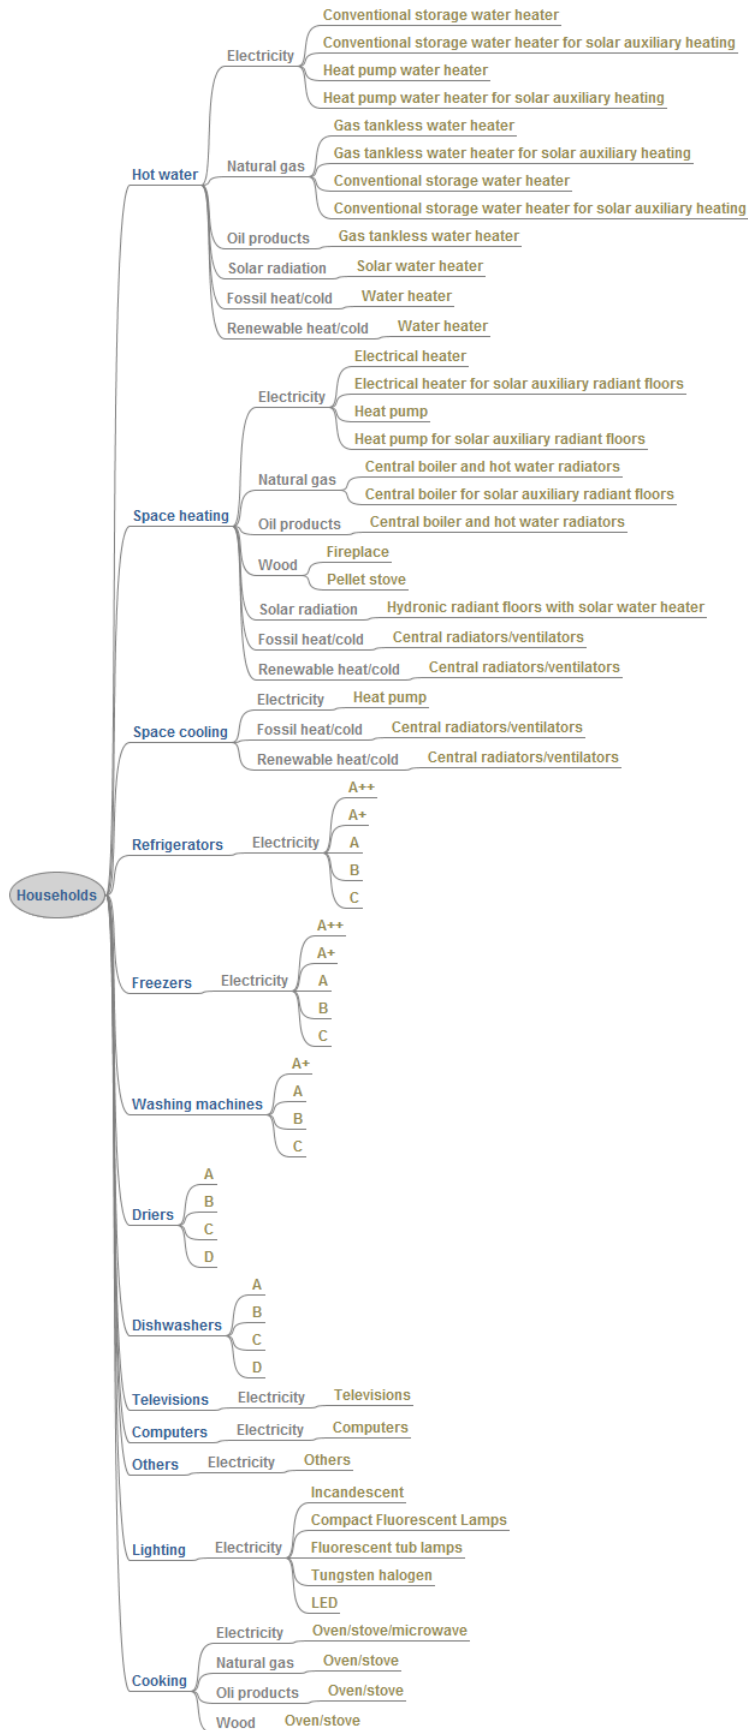 Households
Hot water
Electricity
Conventional storage water heater
Conventional storage water heater for solar auxiliary heating
Heat pump water heater
Heat pump water heater for solar auxiliary heating
Natural gas
Gas tankless water heater
Gas tankless water heater for solar auxiliary heating
Conventional storage water heater
Conventional storage water heater for solar auxiliary heating
Oil products
Gas tankless water heater
Solar radiation
Solar water heater
Fossil heat/cold
Water heater
Renewable heat/cold
Water heater
Space heating
Electricity
Electrical heater
Electrical heater for solar auxiliary radiant floors
Heat pump
Heat pump for solar auxiliary radiant floors
Natural gas
Central boiler and hot water radiators
Central boiler for solar auxiliary radiant floors
Oil products
Central boiler and hot water radiators
Wood
Fireplace
Pellet stove
Solar radiation
Hydronic radiant floors with solar water heater
Fossil heat/cold
Central radiators/ventilators
Renewable heat/cold
Central radiators/ventilators
Space cooling
Electricity
Heat pump
Fossil heat/cold
Central radiators/ventilators
Renewable heat/cold
Central radiators/ventilators
Refrigerators
Electricity
A++
A+
A
B
C
Freezers
Electricity
A++
A+
A
B
C
Washing machines
A+
A
B
C
Driers
A
B
C
D
Dishwashers
A
B
C
D
Televisions
Electricity
Televisions
Computers
Electricity
Computers
Others
Electricity
Others
Lighting
Electricity
Incandescent
Compact Fluorescent Lamps
Fluorescent tub lamps
Tungsten halogen
LED
Cooking
Electricity
Oven/stove/microwave
Natural gas
Oven/stove
Oli products
Oven/stove
Wood
Oven/stove